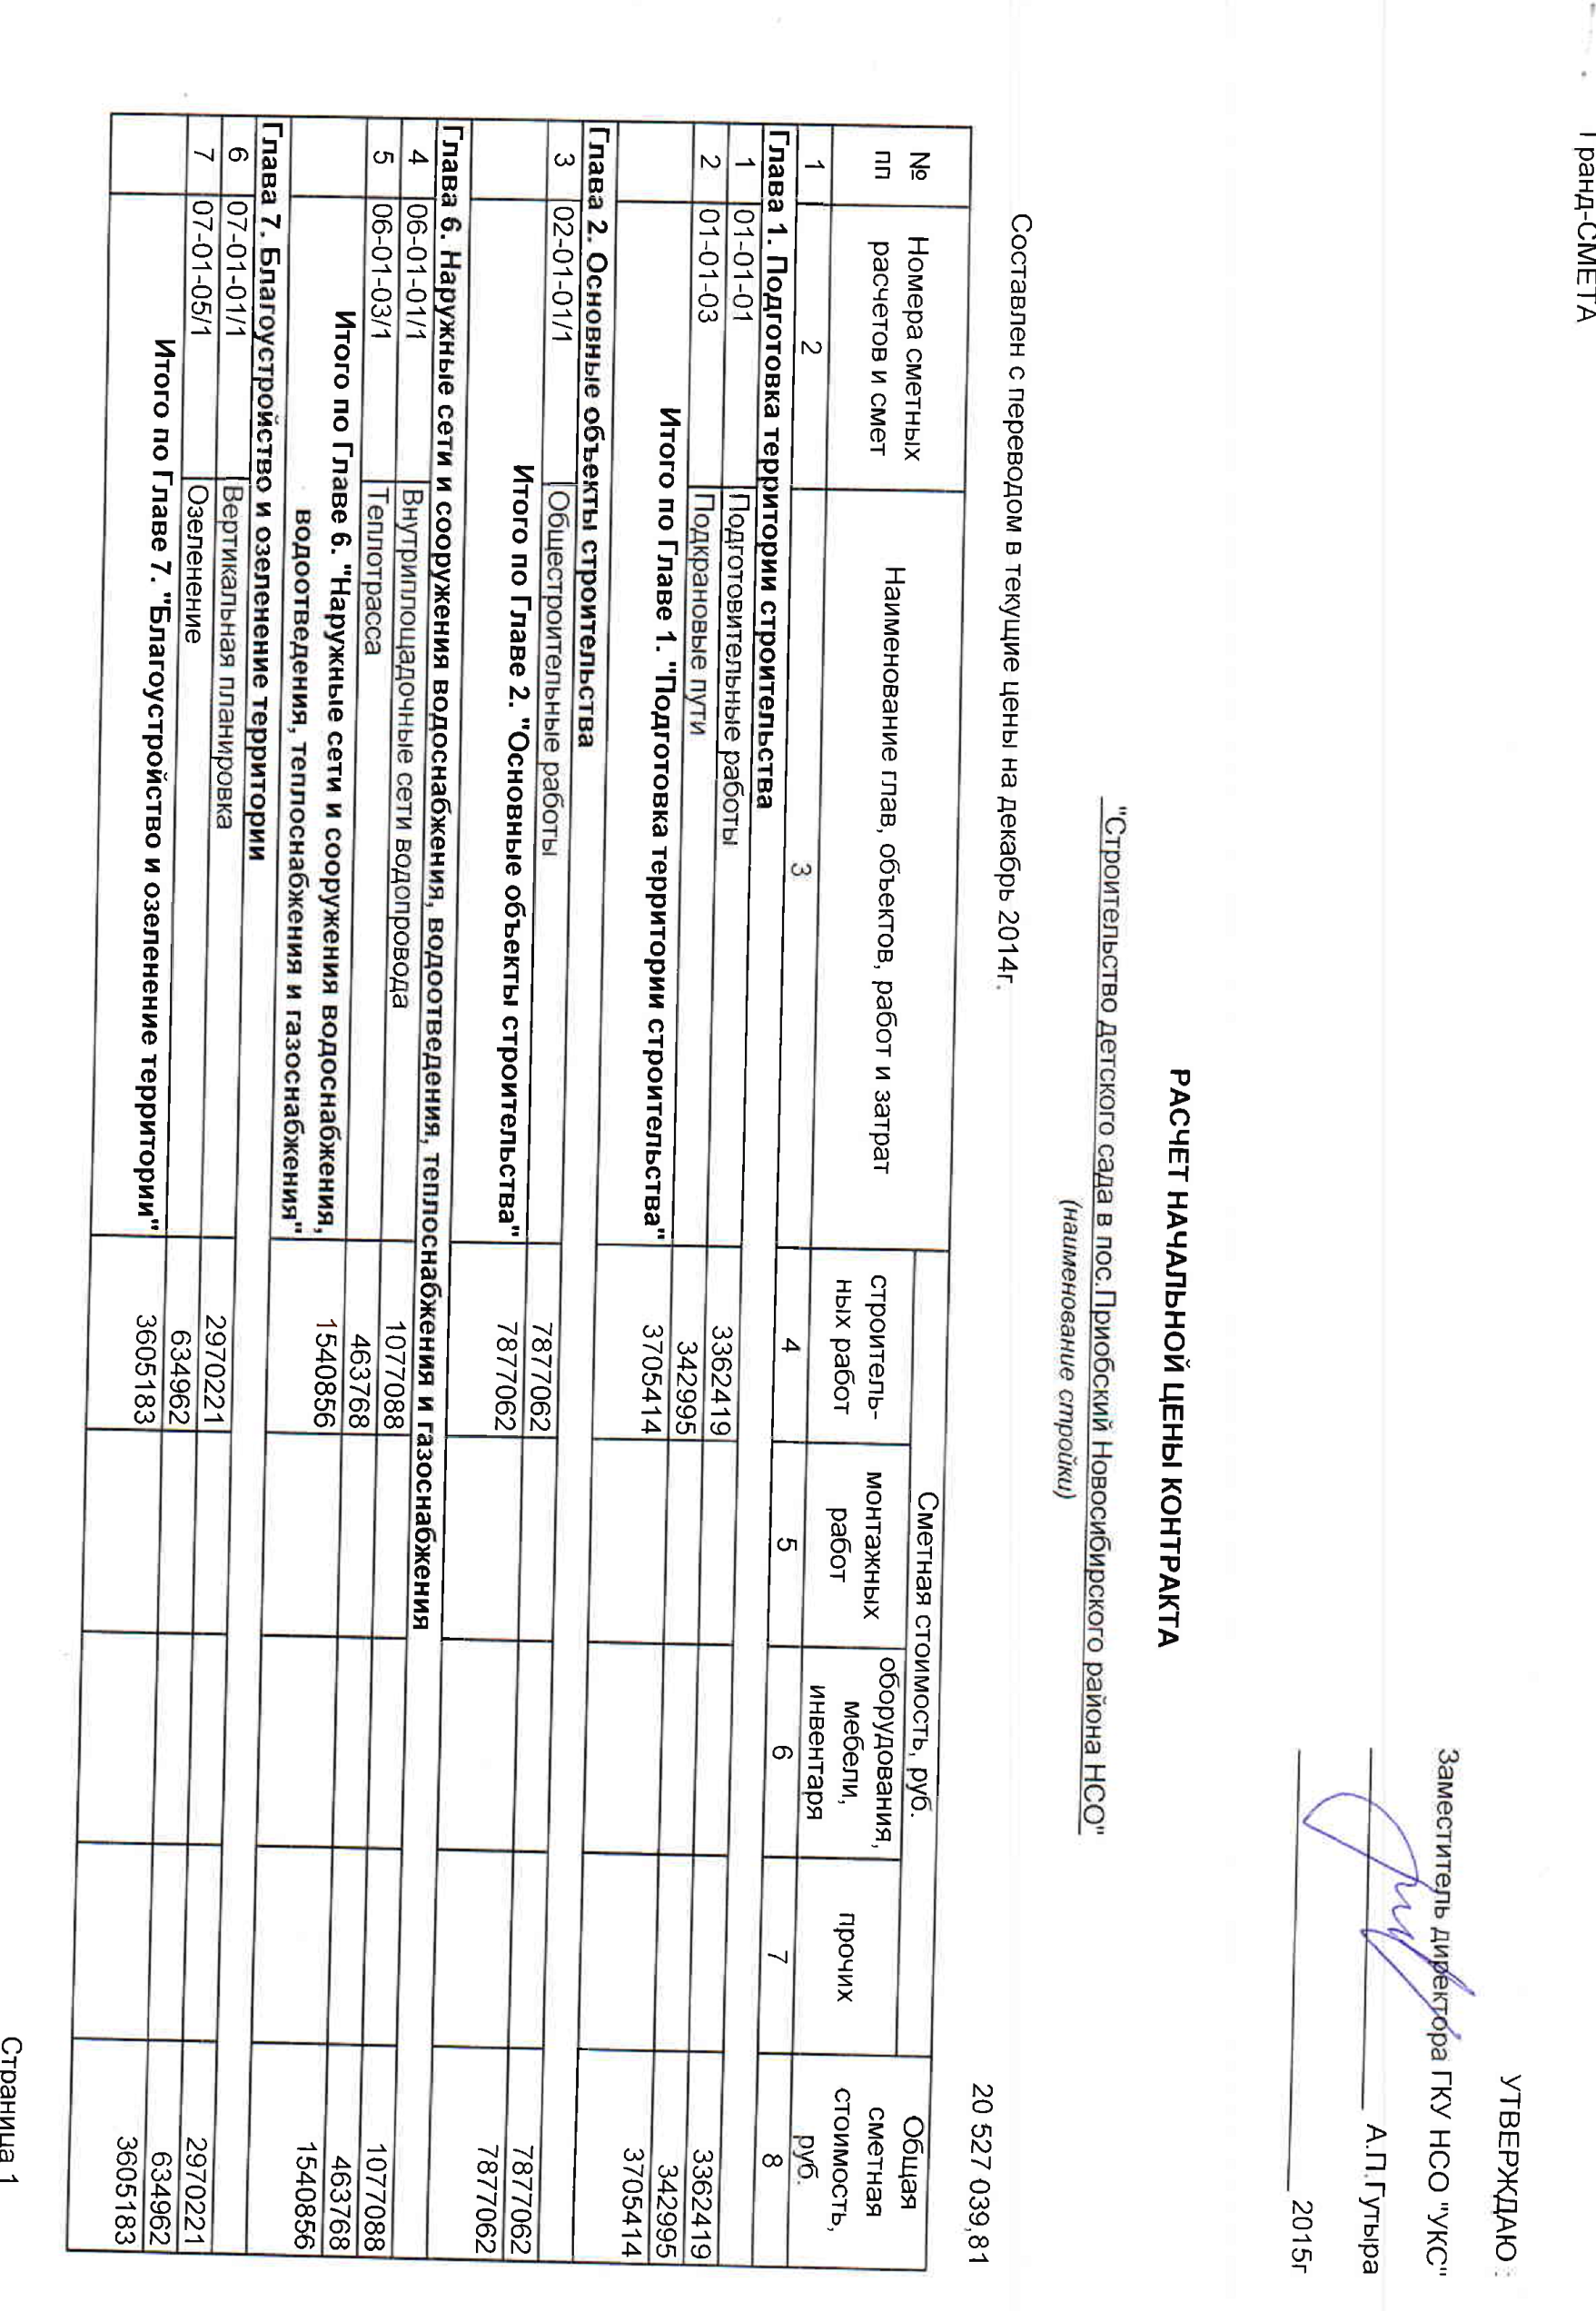 Гранд-СМЕТА
УТВЕРЖДАЮ :
Заместитель директора ГКУ НСО "УКС"
А.П.Гутыра
2015г
РАСЧЕТ НАЧАЛЬНОЙ ЦЕНЫ КОНТРАКТА
"Строительство детского сада в пос.Приобский Новосибирского района НСО"
(наименование стройки)
Составлен с переводом в текущие цены на декабрь 2014г.
20 527 039,81
№ пп
Номера сметных расчетов и смет
Наименование глав, объектов, работ и затрат
Сметная стоимость, руб.
строитель-
ных работ
монтажных
работ
оборудования,
мебели,
инвентаря
прочих
Общая
сметная
стоимость,
руб.
1 2 3 4 5 6 7 8
Глава 1. Подготовка территории строительства
1 01-01-01 Подготовительные работы 3362419 3362419
2 01-01-03 Подкрановые пути 342995 342995
Итого по Главе 1. "Подготовка территории строительства" 3705414 3705414
Глава 2. Основные объекты строительства
3 02-01-01/1 Общестроительные работы 7877062 7877062
Итого по Главе 2. "Основные объекты строительства" 7877062 7877062
Глава 6. Наружные сети и сооружения водоснабжения, водоотведения, теплоснабжения и газоснабжения
4 06-01-01/1 Внутриплощадочные сети водопровода 1077088 1077088
5 06-01-03/1 Теплотрасса 463768 463768
Итого по Главе 6. "Наружные сети и сооружения водоснабжения, 1540856 1540856
водоотведения, теплоснабжения и газоснабжения"
Глава 7. Благоустройство и озеленение территории
6 07-01-01/1 Вертикальная планировка 2970221 2970221
7 07-01-05/1 Озеленение 634962 634962
Итого по Главе 7. "Благоустройство и озеленение территории" 3605183 3605183
Страница 1